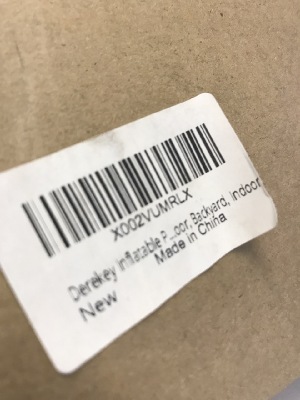 X002VUMRLX
Derekey Inflatable P...oor, Backyard, Indoor,
New
Made in China